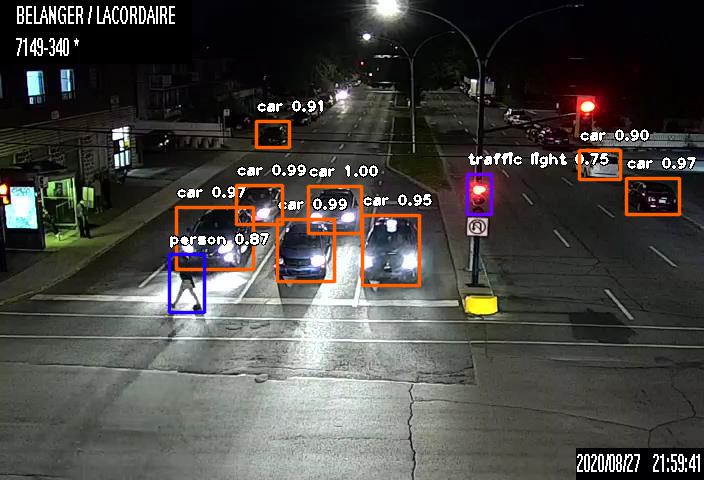 BELANGER / LACORDAIRE
7149-340 *
car 0.91
car 0.90
traffic light 0.75
car 0.97
car 0.99
car 1.00
car 0.97
car 0.99
car 0.95
person 0.87
2020/08/27 21:59:41